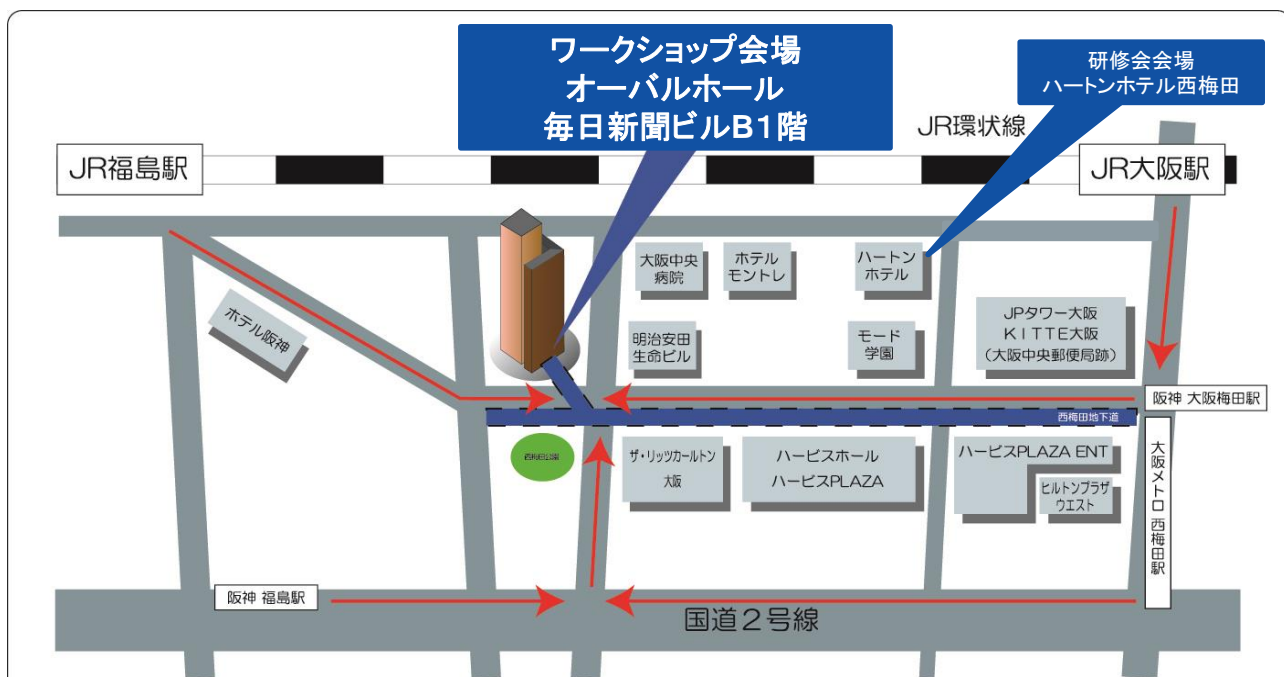 ワークショップ会場
オーバルホール
毎日新聞ビルB1階
研修会会場
ハートンホテル西梅田
JR環状線
JR福島駅
JR大阪駅
大阪中央
病院
ホテル
モントレ
ハートン
ホテル
ホテル阪神
明治安田
生命ビル
モード
学園
JPタワー大阪
KITTE大阪
(大阪中央郵便局跡)
阪神 大阪梅田駅
西梅田地下道
西梅田公園
ザ・リッツカールトン
大阪
ハービスホール
ハービスPLAZA
ハービスPLAZA ENT
ヒルトンプラザ
ウエスト
大阪メトロ 西梅田駅
阪神 福島駅
国道2号線